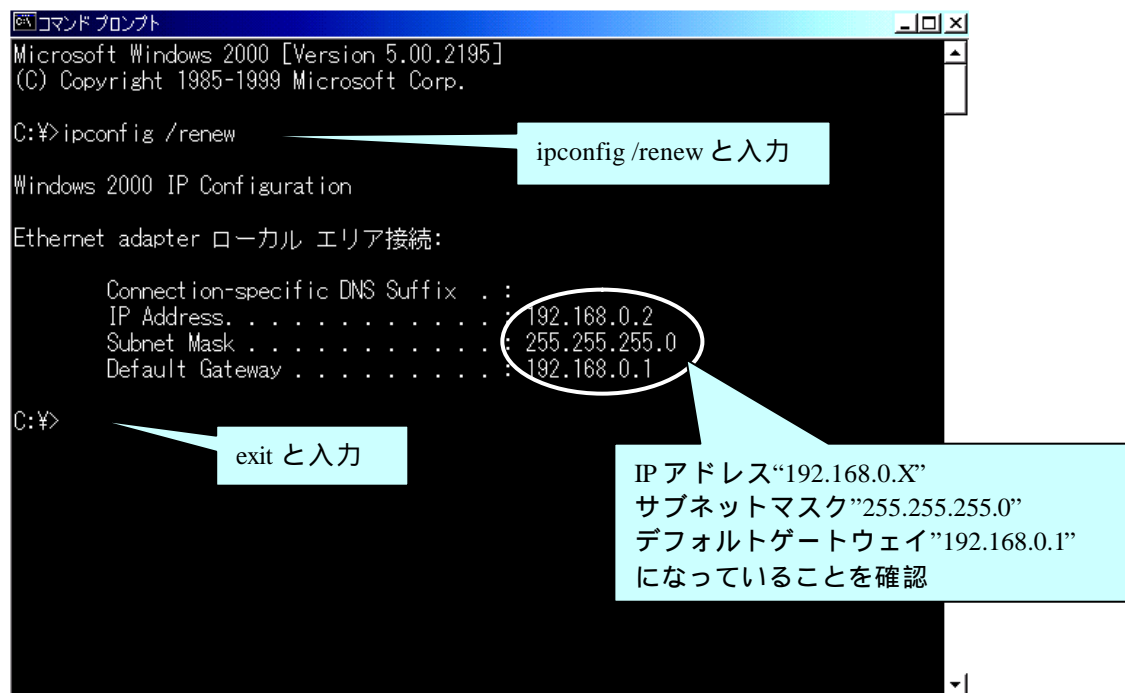 コマンド プロンプト
Microsoft Windows 2000 [Version 5.00.2195]
(C) Copyright 1985-1999 Microsoft Corp.
C:¥>ipconfig /renew
ipconfig /renew と入力
Windows 2000 IP Configuration
Ethernet adapter ローカル エリア接続:
Connection-specific DNS Suffix . :
IP Address. . . . . . . . . . . . : 192.168.0.2
Subnet Mask . . . . . . . . . . . : 255.255.255.0
Default Gateway . . . . . . . . . : 192.168.0.1
C:¥>
exit と入力
IP アドレス“192.168.0.X”
サブネットマスク”255.255.255.0”
デフォルトゲートウェイ”192.168.0.1”
になっていることを確認